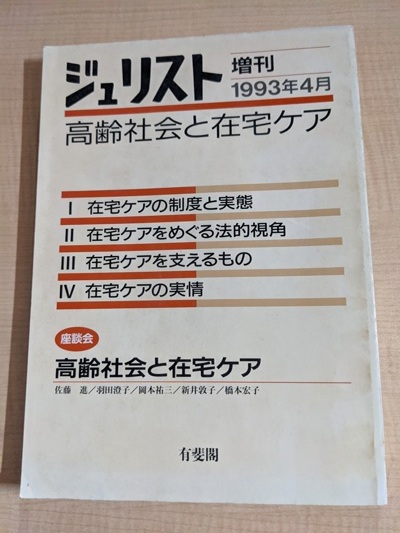 ジュリスト 増刊
1993年4月
高齢社会と在宅ケア
I 在宅ケアの制度と実態
II 在宅ケアをめぐる法的視角
III 在宅ケアを支えるもの
IV 在宅ケアの実情
座談会
高齢社会と在宅ケア
佐藤 進／羽田澄子／岡本祐三／新井敦子／橋本宏子
有斐閣